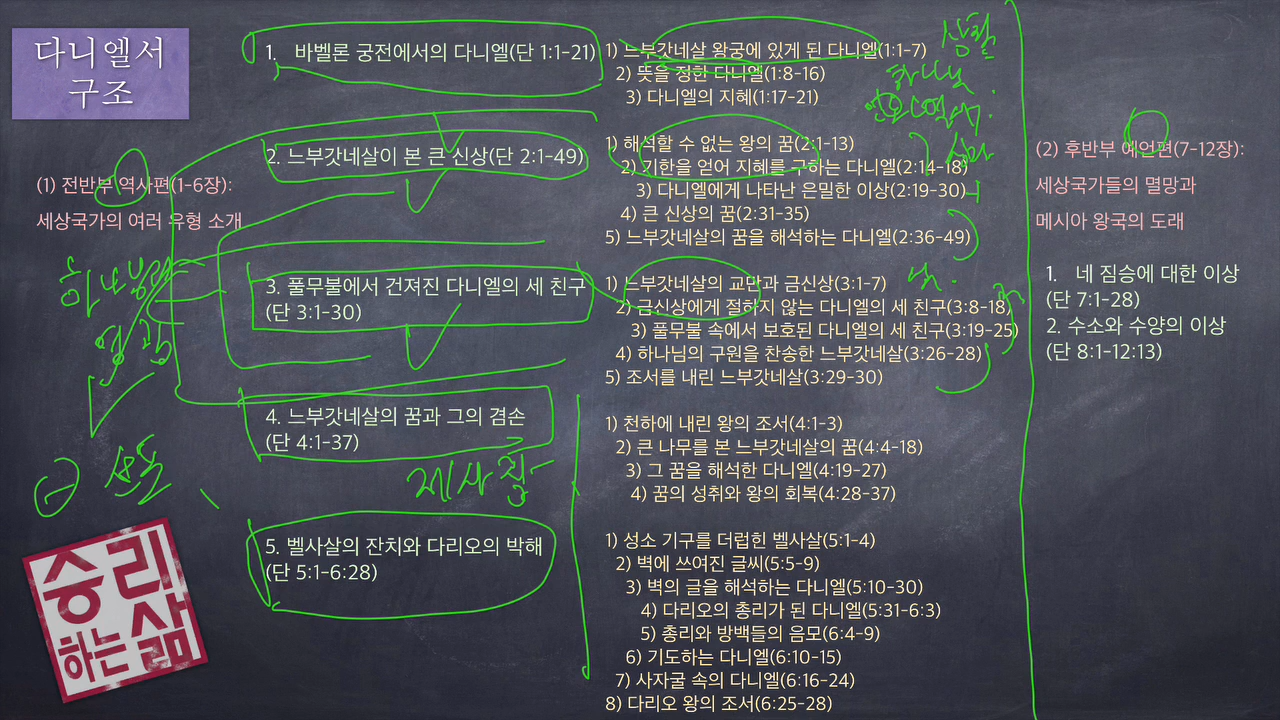 다니엘서
구조
(1) 전반부 역사편(1-6장):
세상국가의 여러 유형 소개
1. 바벨론 궁전에서의 다니엘(단 1:1-21)
2. 느부갓네살이 본 큰 신상(단 2:1-49)
3. 풀무불에서 건져진 다니엘의 세 친구
(단 3:1-30)
4. 느부갓네살의 꿈과 그의 겸손
(단 4:1-37)
5. 벨사살의 잔치와 다리오의 박해
(단 5:1-6:28)
1) 느부갓네살 왕궁에 있게 된 다니엘(1:1-7)
2) 뜻을 정한 다니엘(1:8-16)
3) 다니엘의 지혜(1:17-21)
1) 해석할 수 없는 왕의 꿈(2:1-13)
2) 기한을 얻어 지혜를 구하는 다니엘(2:14-18)
3) 다니엘에게 나타난 은밀한 이상(2:19-30)
4) 큰 신상의 꿈(2:31-35)
5) 느부갓네살의 꿈을 해석하는 다니엘(2:36-49)
1) 느부갓네살의 교만과 금신상(3:1-7)
2) 금신상에게 절하지 않는 다니엘의 세 친구(3:8-18)
3) 풀무불 속에서 보호된 다니엘의 세 친구(3:19-25)
4) 하나님의 구원을 찬송한 느부갓네살(3:26-28)
5) 조서를 내린 느부갓네살(3:29-30)
1) 천하에 내린 왕의 조서(4:1-3)
2) 큰 나무를 본 느부갓네살의 꿈(4:4-18)
3) 그 꿈을 해석한 다니엘(4:19-27)
4) 꿈의 성취와 왕의 회복(4:28-37)
1) 성소 기구를 더럽힌 벨사살(5:1-4)
2) 벽에 쓰여진 글씨(5:5-9)
3) 벽의 글을 해석하는 다니엘(5:10-30)
4) 다리오의 총리가 된 다니엘(5:31-6:3)
5) 총리와 방백들의 음모(6:4-9)
6) 기도하는 다니엘(6:10-15)
7) 사자굴 속의 다니엘(6:16-24)
8) 다리오 왕의 조서(6:25-28)
(2) 후반부 예언편(7-12장):
세상국가들의 멸망과
메시아 왕국의 도래
1. 네 짐승에 대한 이상
(단 7:1-28)
2. 수소와 수양의 이상
(단 8:1-12:13)
영광
선포
제사장
승리
하는 삶